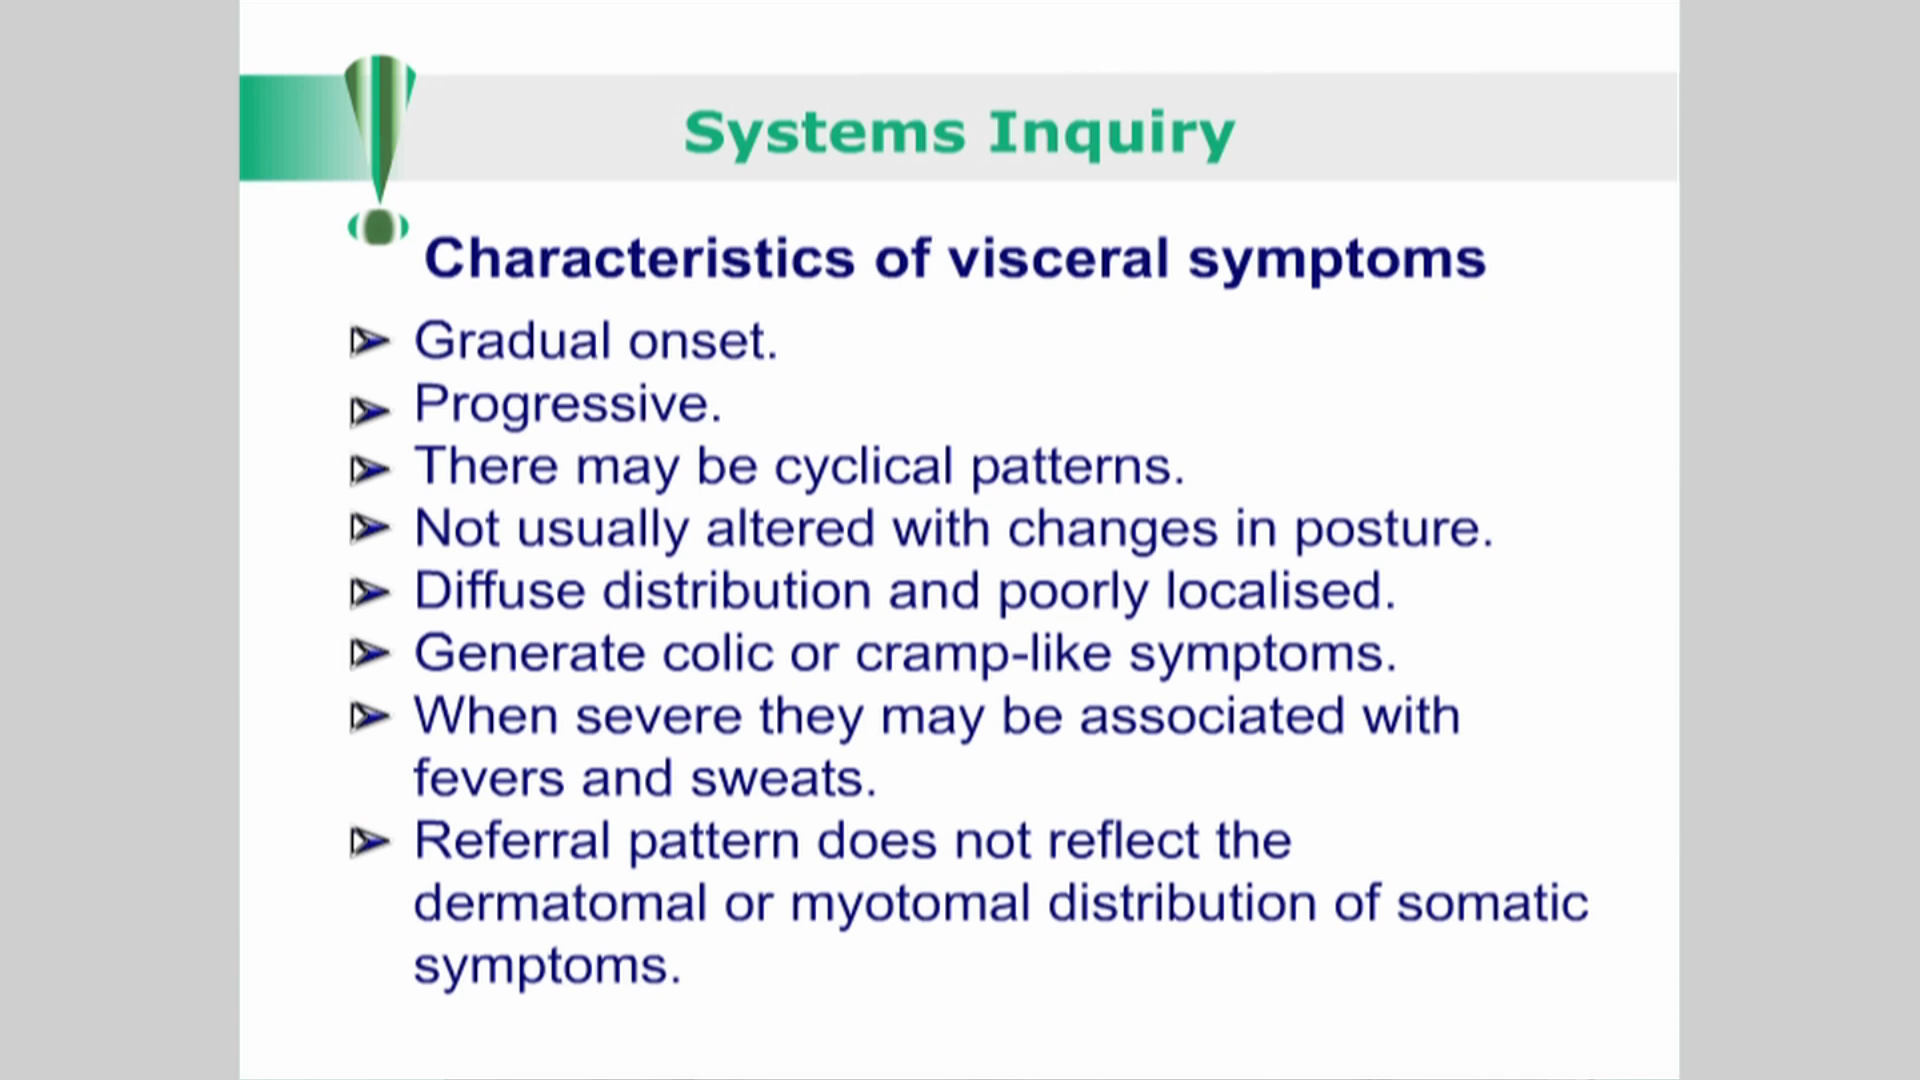 Systems Inquiry
Characteristics of visceral symptoms
Gradual onset.
Progressive.
There may be cyclical patterns.
Not usually altered with changes in posture.
Diffuse distribution and poorly localised.
Generate colic or cramp-like symptoms.
When severe they may be associated with
fevers and sweats.
Referral pattern does not reflect the
dermatomal or myotomal distribution of somatic
symptoms.